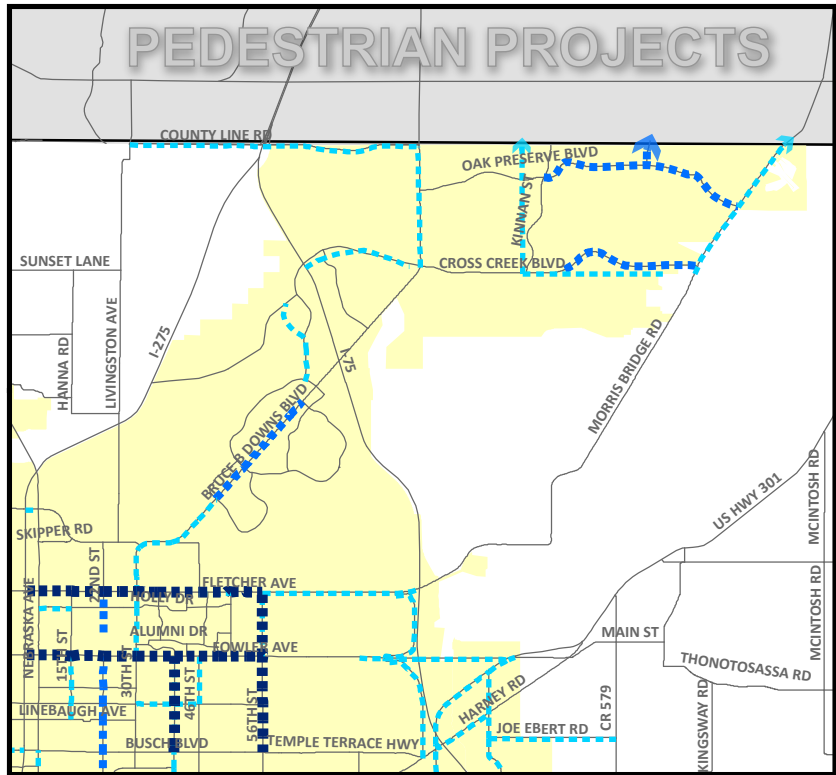 PEDESTRIAN PROJECTS
COUNTY LINE RD
OAK PRESERVE BLVD
KINNAN ST
CROSS CREEK BLVD
SUNSET LANE
LIVINGSTON AVE
HANNA RD
I-275
I-75
MORRIS BRIDGE RD
BRUCE B DOWNS BLVD
US HWY 301
MCINTOSH RD
SKIPPER RD
22ND ST
FLETCHER AVE
NEBRASKA AVE
HOLLY DR
MCINTOSH RD
ALUMNI DR
MAIN ST
15TH ST
30TH ST
FOWLER AVE
THONOTOSASSA RD
46TH ST
56TH ST
HARNEY RD
CR 579
KINGSWAY RD
LINEBAUGH AVE
JOE EBERT RD
BUSCH BLVD
TEMPLE TERRACE HWY